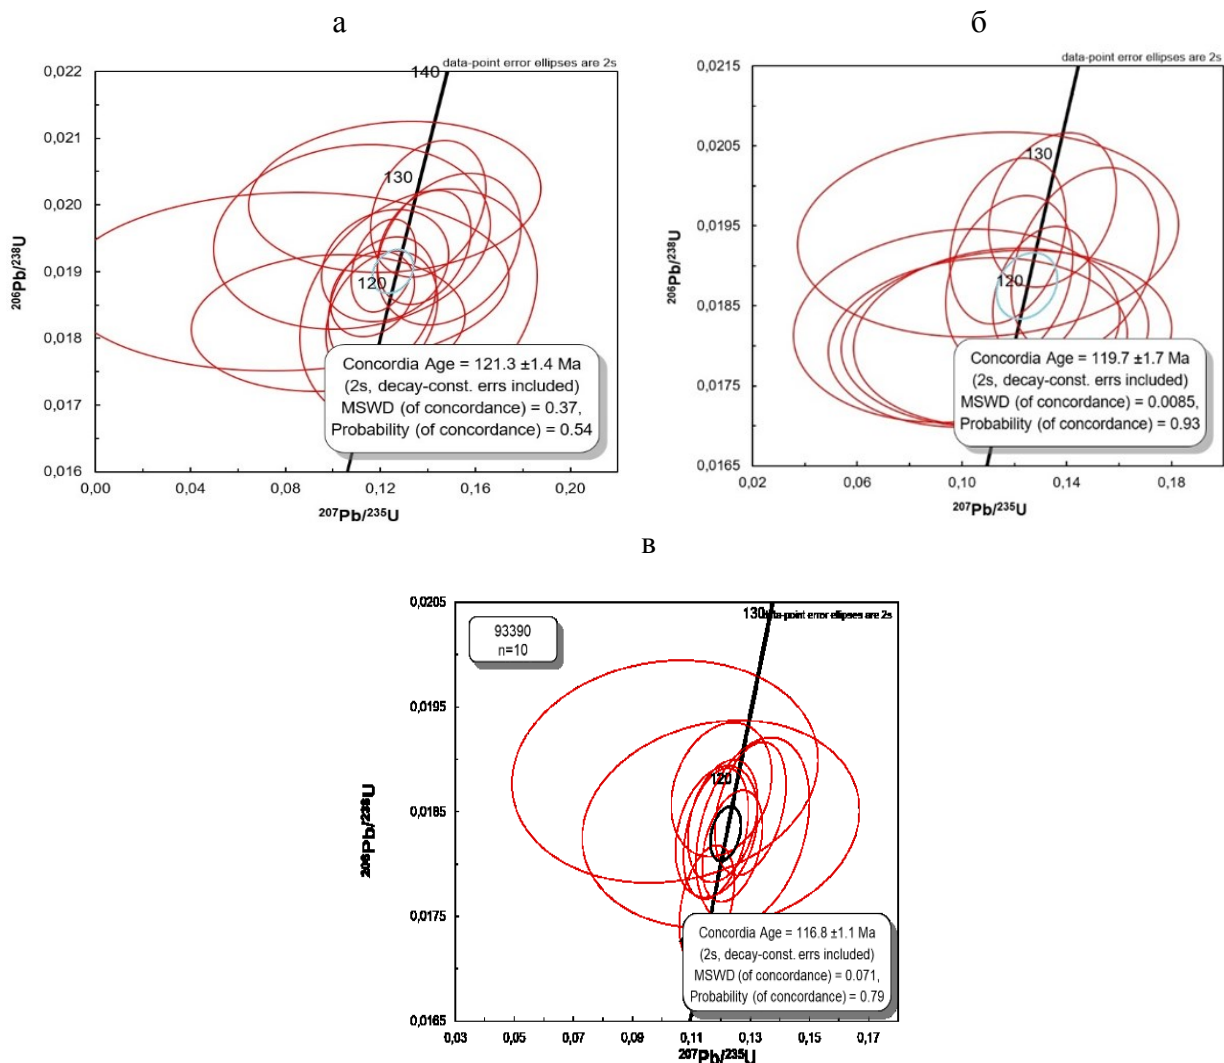 а
data-point error ellipses are 2s
0,022
0,021
0,020
0,019
0,018
0,017
0,016
140
130
120
²⁰⁶Pb/²³⁸U
Concordia Age = 121.3 ±1.4 Ma
(2s, decay-const. errs included)
MSWD (of concordance) = 0.37,
Probability (of concordance) = 0.54
0,00
0,04
0,08
0,12
0,16
0,20
²⁰⁷Pb/²³⁵U
б
data-point error ellipses are 2s
0,0215
0,0205
0,0195
0,0185
0,0175
0,0165
130
120
²⁰⁶Pb/²³⁸U
Concordia Age = 119.7 ±1.7 Ma
(2s, decay-const. errs included)
MSWD (of concordance) = 0.0085,
Probability (of concordance) = 0.93
0,02
0,06
0,10
0,14
0,18
²⁰⁷Pb/²³⁵U
в
data-point error ellipses are 2s
93390
n=10
0,0205
0,0195
0,0185
0,0175
0,0165
130
120
²⁰⁶Pb/²³⁸U
Concordia Age = 116.8 ±1.1 Ma
(2s, decay-const. errs included)
MSWD (of concordance) = 0.071,
Probability (of concordance) = 0.79
0,03
0,05
0,07
0,09
0,11
0,13
0,15
0,17
²⁰⁷Pb/²³⁵U